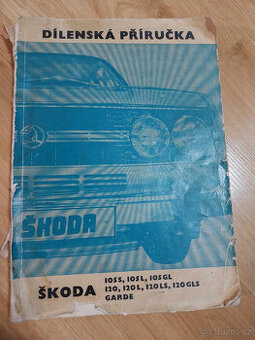 DÍLENSKÁ PŘÍRUČKA
ŠKODA
105S, 105L, 105GL
ŠKODA 120, 120L, 120LS, 120GLS
GARDE